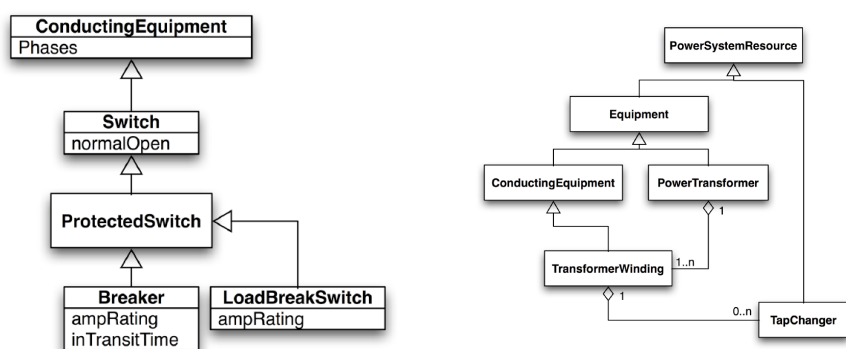 ConductingEquipment
Phases
Switch
normalOpen
ProtectedSwitch
Breaker
ampRating
inTransitTime
LoadBreakSwitch
ampRating
PowerSystemResource
Equipment
ConductingEquipment
PowerTransformer
1
TransformerWinding
1..n
1
0..n
TapChanger